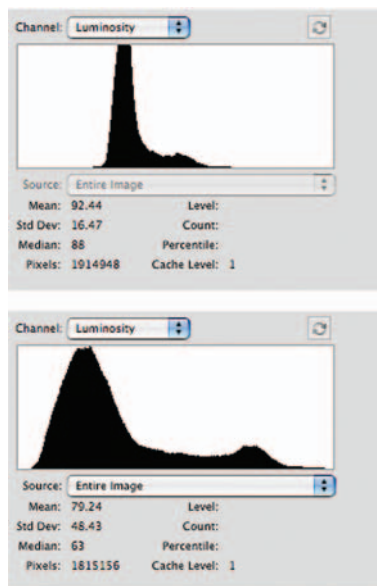 Channel: Luminosity
Source: Entire Image
Mean: 92.44 Level:
Std Dev: 16.47 Count:
Median: 88 Percentile:
Pixels: 1914948 Cache Level: 1
Channel: Luminosity
Source: Entire Image
Mean: 79.24 Level:
Std Dev: 48.43 Count:
Median: 63 Percentile:
Pixels: 1815156 Cache Level: 1